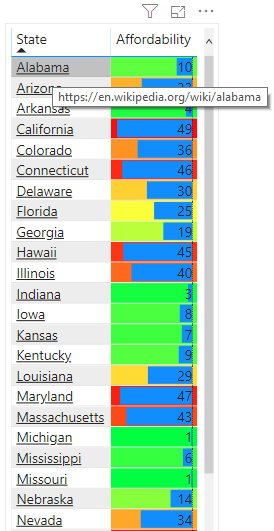 State Affordability
Alabama 10
Arizona
https://en.wikipedia.org/wiki/alabama
Arkansas 4
California 49
Colorado 36
Connecticut 46
Delaware 30
Florida 25
Georgia 19
Hawaii 45
Illinois 40
Indiana 3
Iowa 8
Kansas 7
Kentucky 9
Louisiana 29
Maryland 47
Massachusetts 43
Michigan 1
Mississippi 6
Missouri 1
Nebraska 14
Nevada 34